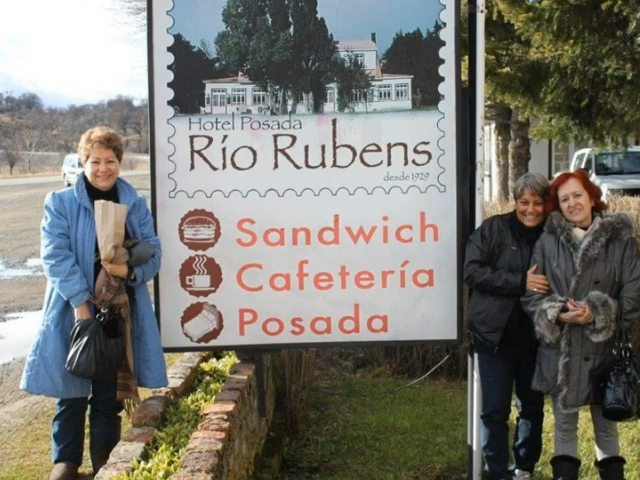 Hotel Posada
Río Rubens
desde 1929
Sandwich
Cafetería
Posada